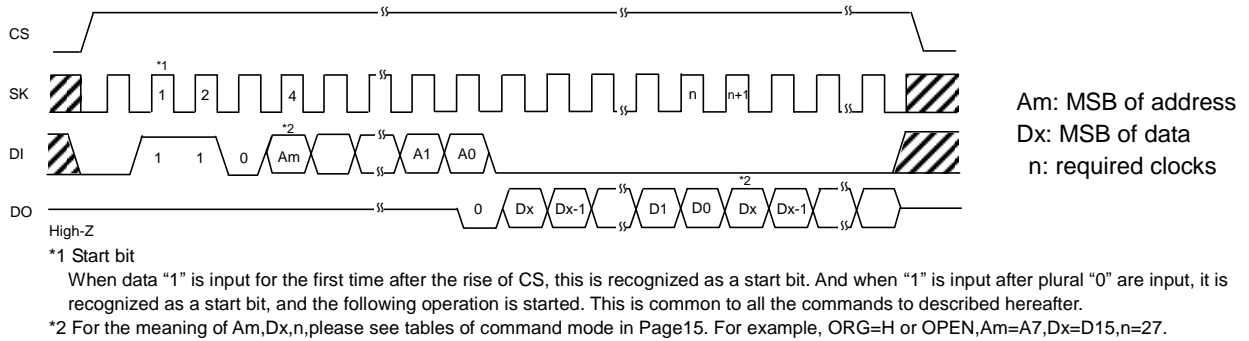 CS
*1
SK 1 2 4 n n+1
*2
DI 1 1 0 Am A1 A0
*2
DO 0 Dx Dx-1 D1 D0 Dx Dx-1
High-Z
Am: MSB of address
Dx: MSB of data
n: required clocks
*1 Start bit
When data “1” is input for the first time after the rise of CS, this is recognized as a start bit. And when “1” is input after plural “0” are input, it is
recognized as a start bit, and the following operation is started. This is common to all the commands to described hereafter.
*2 For the meaning of Am,Dx,n,please see tables of command mode in Page15. For example, ORG=H or OPEN,Am=A7,Dx=D15,n=27.